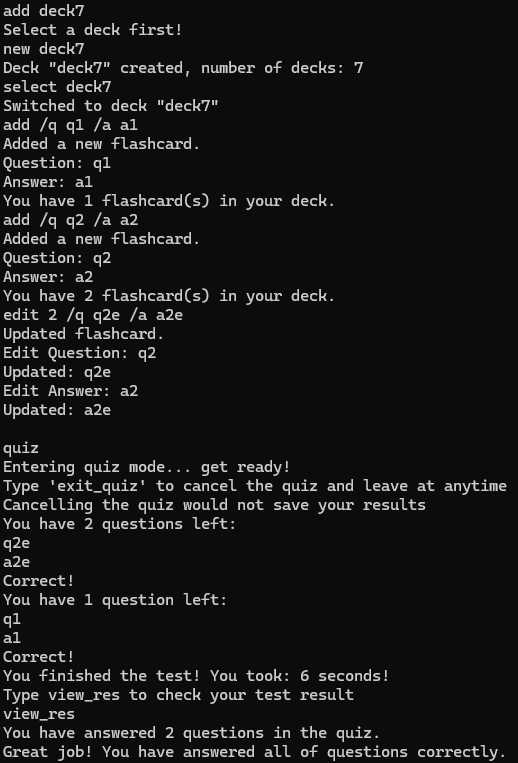 add deck7
Select a deck first!
new deck7
Deck "deck7" created, number of decks: 7
select deck7
Switched to deck "deck7"
add /q q1 /a a1
Added a new flashcard.
Question: q1
Answer: a1
You have 1 flashcard(s) in your deck.
add /q q2 /a a2
Added a new flashcard.
Question: q2
Answer: a2
You have 2 flashcard(s) in your deck.
edit 2 /q q2e /a a2e
Updated flashcard.
Edit Question: q2
Updated: q2e
Edit Answer: a2
Updated: a2e
quiz
Entering quiz mode... get ready!
Type 'exit_quiz' to cancel the quiz and leave at anytime
Cancelling the quiz would not save your results
You have 2 questions left:
q2e
a2e
Correct!
You have 1 question left:
q1
a1
Correct!
You finished the test! You took: 6 seconds!
Type view_res to check your test result
view_res
You have answered 2 questions in the quiz.
Great job! You have answered all of questions correctly.